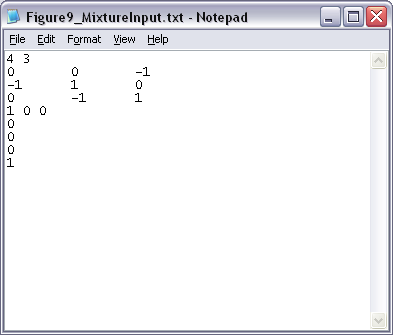 Figure9_MixtureInput.txt - Notepad
File Edit Format View Help
4 3
0 0 -1
-1 1 0
0 -1 1
1 0 0
0
0
0
1